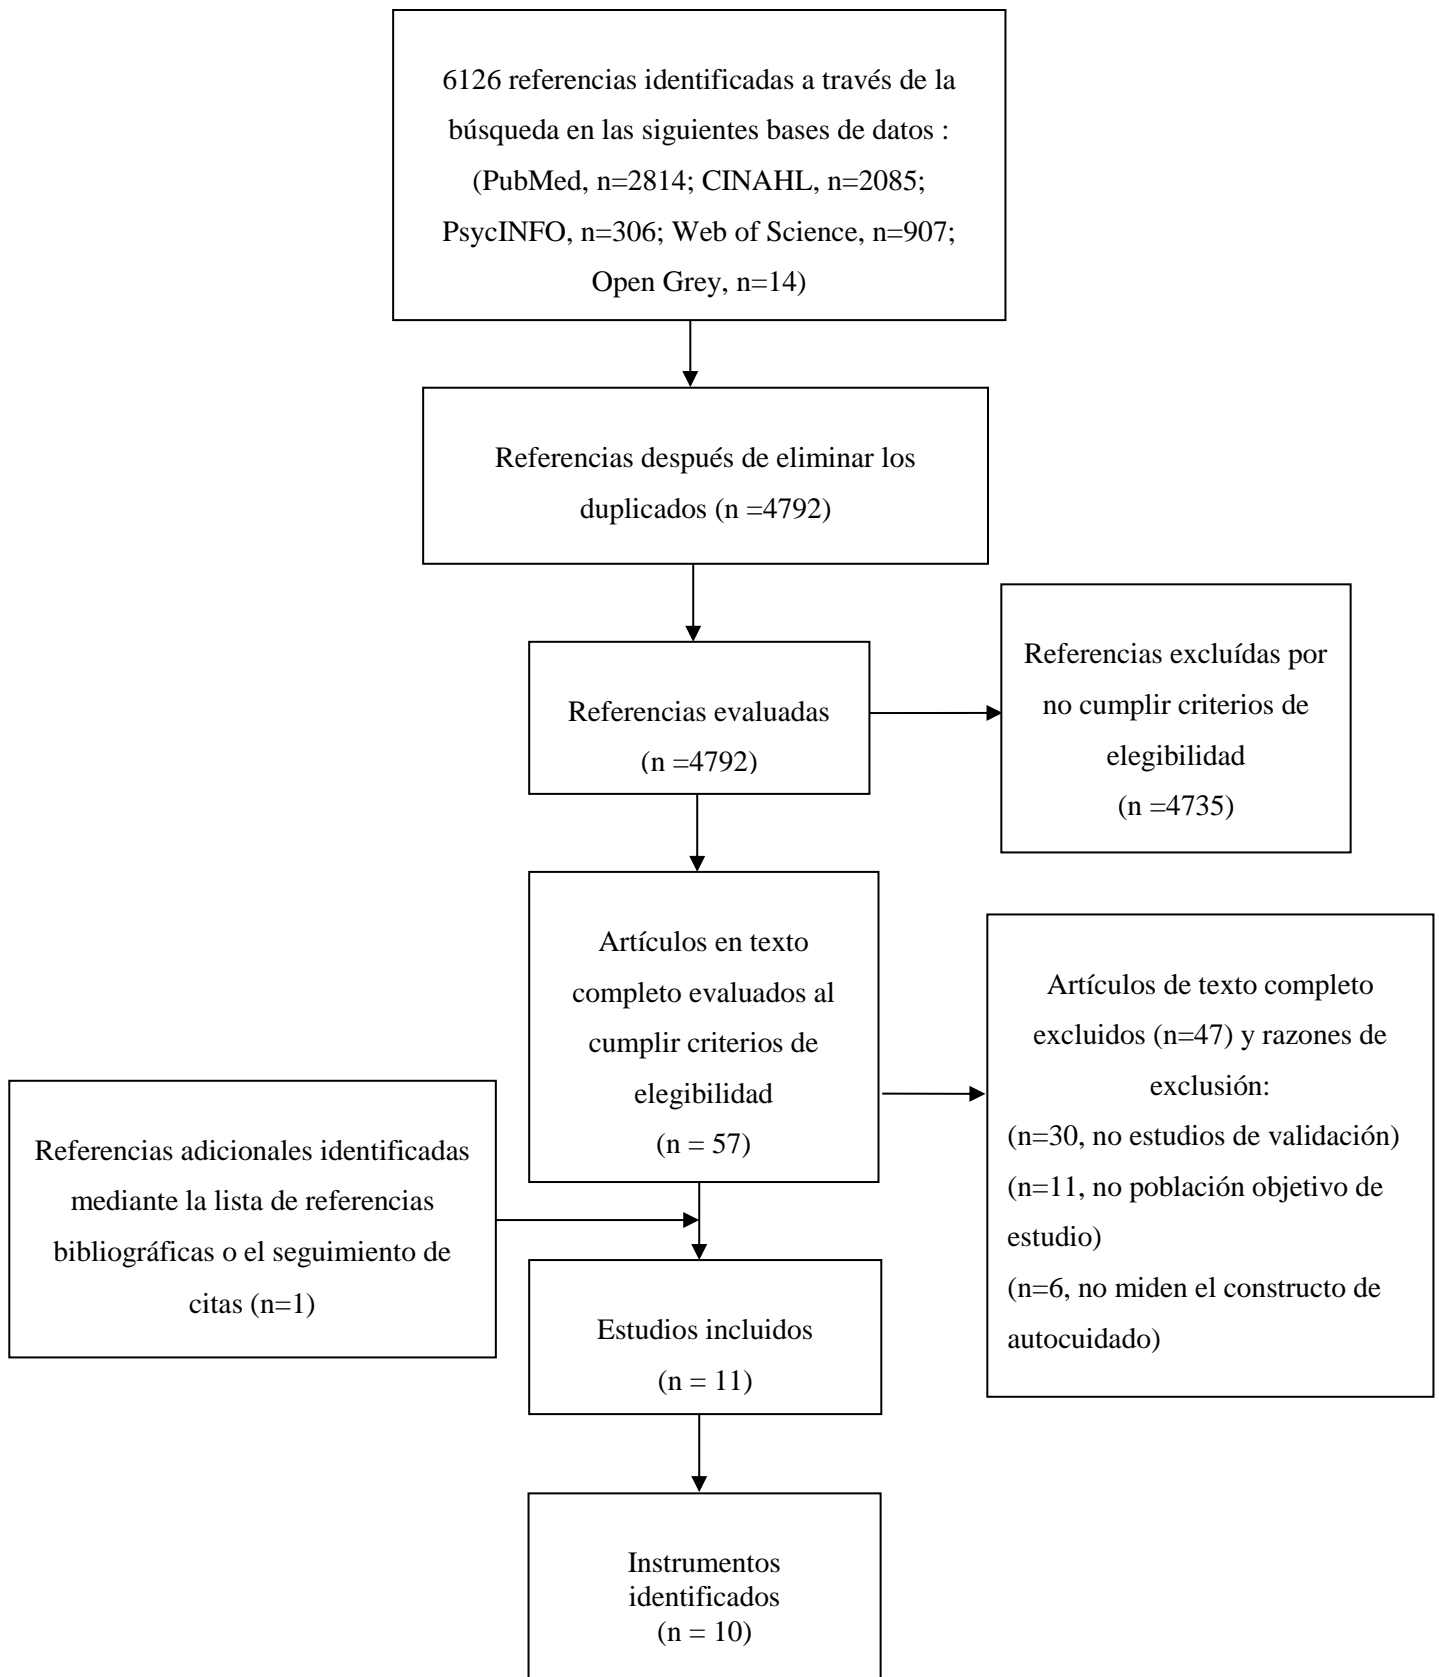 6126 referencias identificadas a través de la
búsqueda en las siguientes bases de datos :
(PubMed, n=2814; CINAHL, n=2085;
PsycINFO, n=306; Web of Science, n=907;
Open Grey, n=14)
Referencias después de eliminar los
duplicados (n =4792)
Referencias evaluadas
(n =4792)
Referencias excluídas por
no cumplir criterios de
elegibilidad
(n =4735)
Artículos en texto
completo evaluados al
cumplir criterios de
elegibilidad
(n = 57)
Artículos de texto completo
excluidos (n=47) y razones de
exclusión:
(n=30, no estudios de validación)
(n=11, no población objetivo de
estudio)
(n=6, no miden el constructo de
autocuidado)
Referencias adicionales identificadas
mediante la lista de referencias
bibliográficas o el seguimiento de
citas (n=1)
Estudios incluidos
(n = 11)
Instrumentos
identificados
(n = 10)